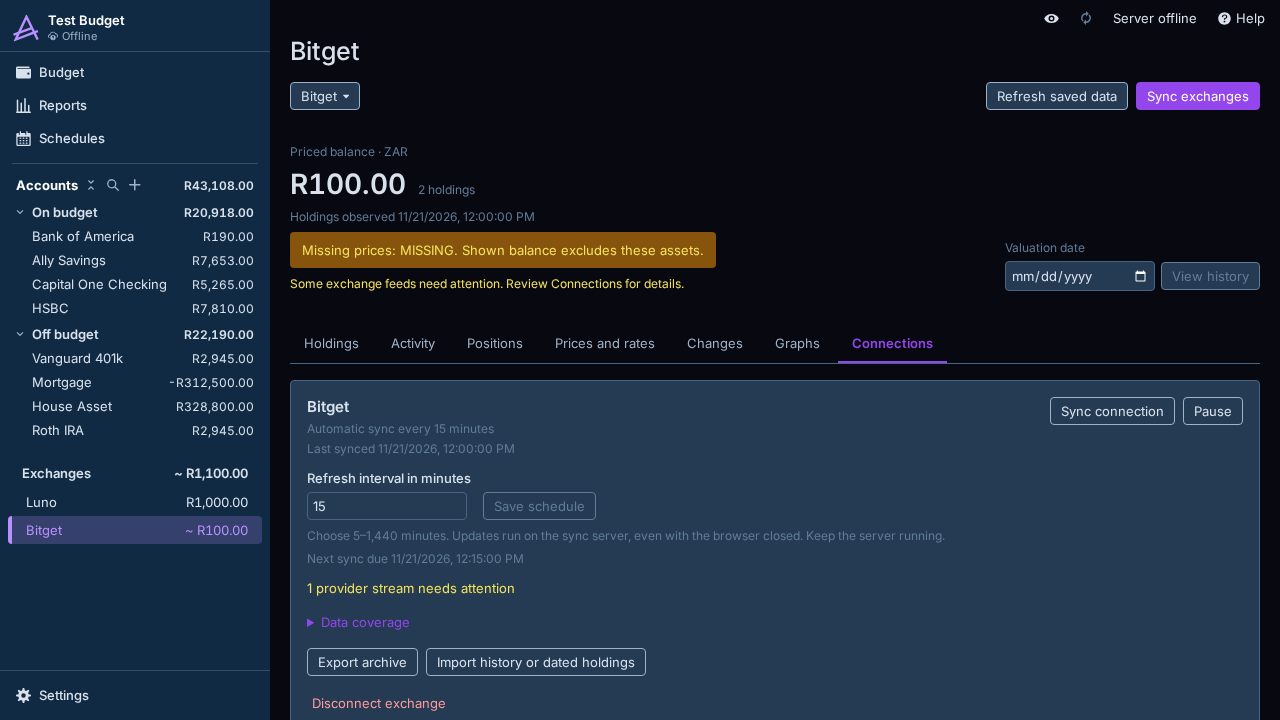 Test Budget
Offline
Budget
Reports
Schedules
Accounts R43,108.00
On budget R20,918.00
Bank of America R190.00
Ally Savings R7,653.00
Capital One Checking R5,265.00
HSBC R7,810.00
Off budget R22,190.00
Vanguard 401k R2,945.00
Mortgage -R312,500.00
House Asset R328,800.00
Roth IRA R2,945.00
Exchanges ~ R1,100.00
Luno R1,000.00
Bitget ~ R100.00
Settings
Server offline Help
Bitget
Bitget Refresh saved data Sync exchanges
Priced balance · ZAR
R100.00 2 holdings
Holdings observed 11/21/2026, 12:00:00 PM
Missing prices: MISSING. Shown balance excludes these assets.
Some exchange feeds need attention. Review Connections for details.
Valuation date
mm/dd/yyyy View history
Holdings Activity Positions Prices and rates Changes Graphs Connections
Bitget Sync connection Pause
Automatic sync every 15 minutes
Last synced 11/21/2026, 12:00:00 PM
Refresh interval in minutes
15 Save schedule
Choose 5–1,440 minutes. Updates run on the sync server, even with the browser closed. Keep the server running.
Next sync due 11/21/2026, 12:15:00 PM
1 provider stream needs attention
Data coverage
Export archive Import history or dated holdings
Disconnect exchange